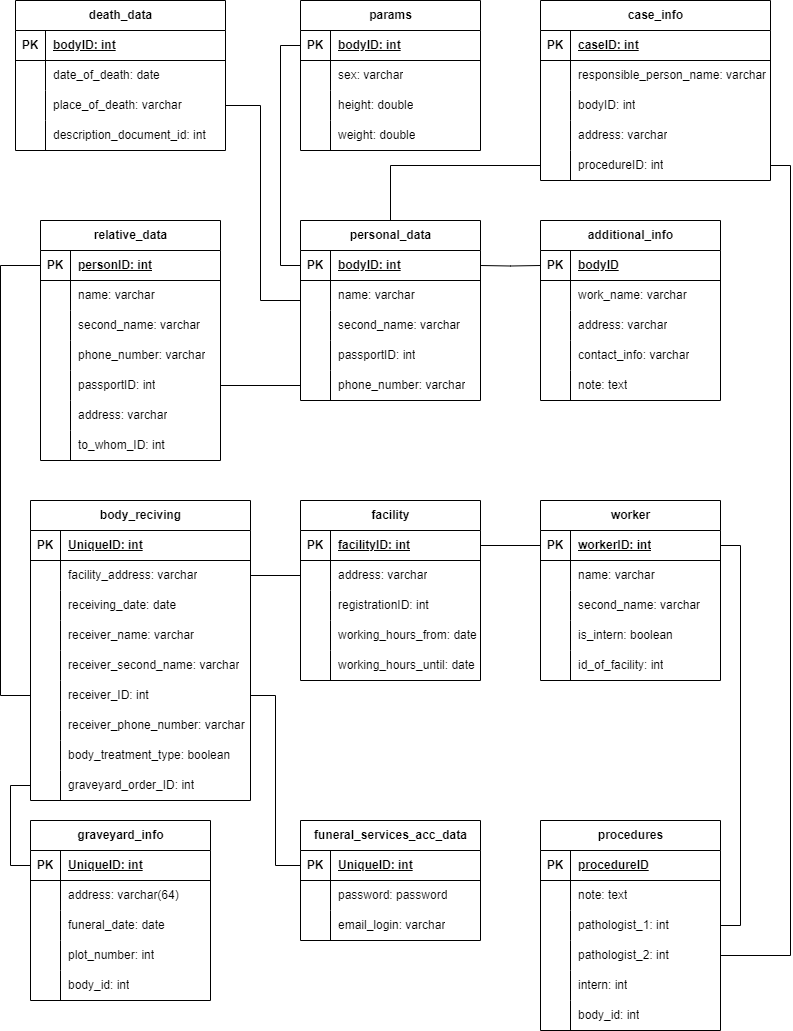 death_data
PK bodyID: int
date_of_death: date
place_of_death: varchar
description_document_id: int
params
PK bodyID: int
sex: varchar
height: double
weight: double
case_info
PK caseID: int
responsible_person_name: varchar
bodyID: int
address: varchar
procedureID: int
relative_data
PK personID: int
name: varchar
second_name: varchar
phone_number: varchar
passportID: int
address: varchar
to_whom_ID: int
personal_data
PK bodyID: int
name: varchar
second_name: varchar
passportID: int
phone_number: varchar
additional_info
PK bodyID
work_name: varchar
address: varchar
contact_info: varchar
note: text
body_reciving
PK UniqueID: int
facility_address: varchar
receiving_date: date
receiver_name: varchar
receiver_second_name: varchar
receiver_ID: int
receiver_phone_number: varchar
body_treatment_type: boolean
graveyard_order_ID: int
facility
PK facilityID: int
address: varchar
registrationID: int
working_hours_from: date
working_hours_until: date
worker
PK workerID: int
name: varchar
second_name: varchar
is_intern: boolean
id_of_facility: int
graveyard_info
PK UniqueID: int
address: varchar(64)
funeral_date: date
plot_number: int
body_id: int
funeral_services_acc_data
PK UniqueID: int
password: password
email_login: varchar
procedures
PK procedureID
note: text
pathologist_1: int
pathologist_2: int
intern: int
body_id: int